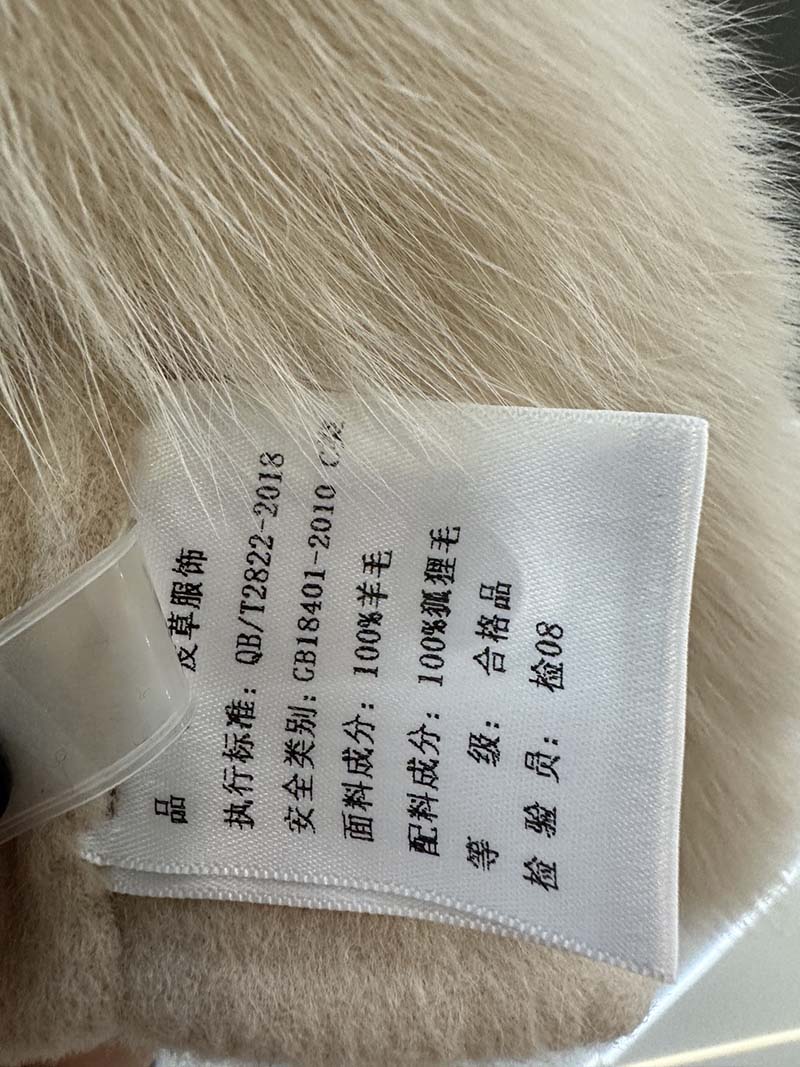 品 皮草服饰
执行标准: QB/T2822-2018
安全类别: GB18401-2010 C类
面料成分: 100%羊毛
配料成分: 100%狐狸毛
等 级: 合格品
检 验 员: 检08